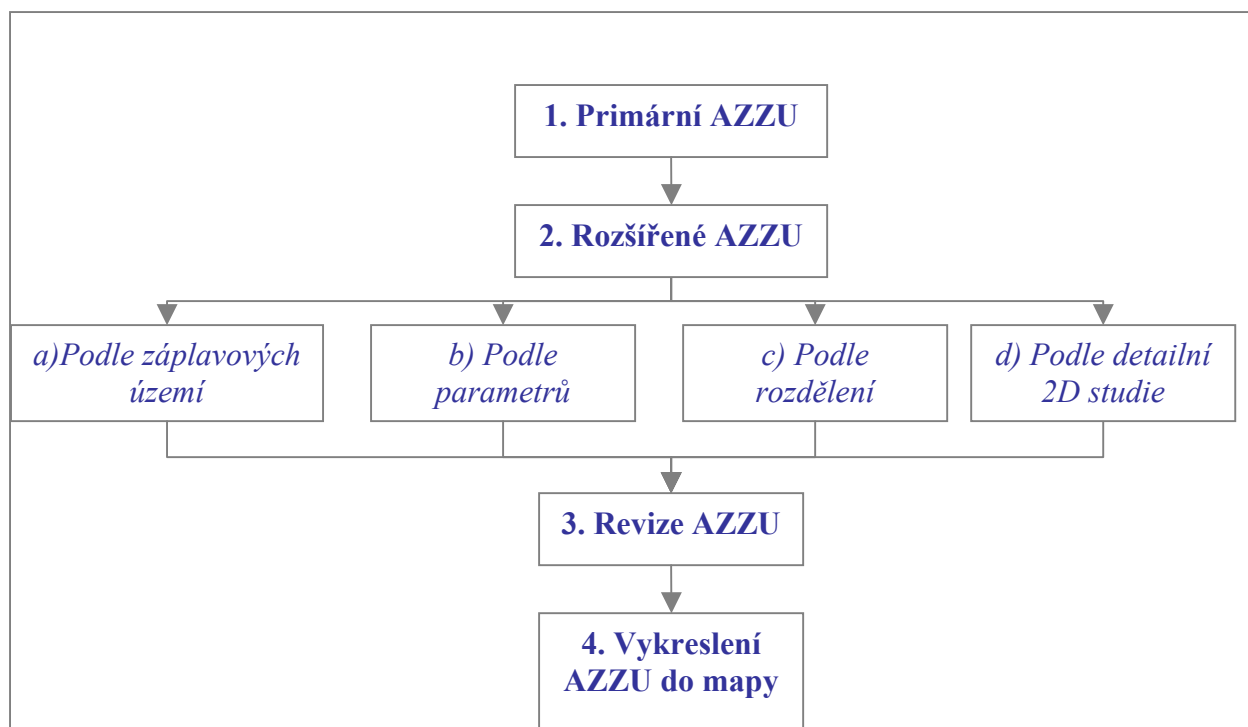 1. Primární AZZU
2. Rozšířené AZZU
a)Podle záplavových
území
b) Podle
parametrů
c) Podle
rozdělení
d) Podle detailní
2D studie
3. Revize AZZU
4. Vykreslení
AZZU do mapy